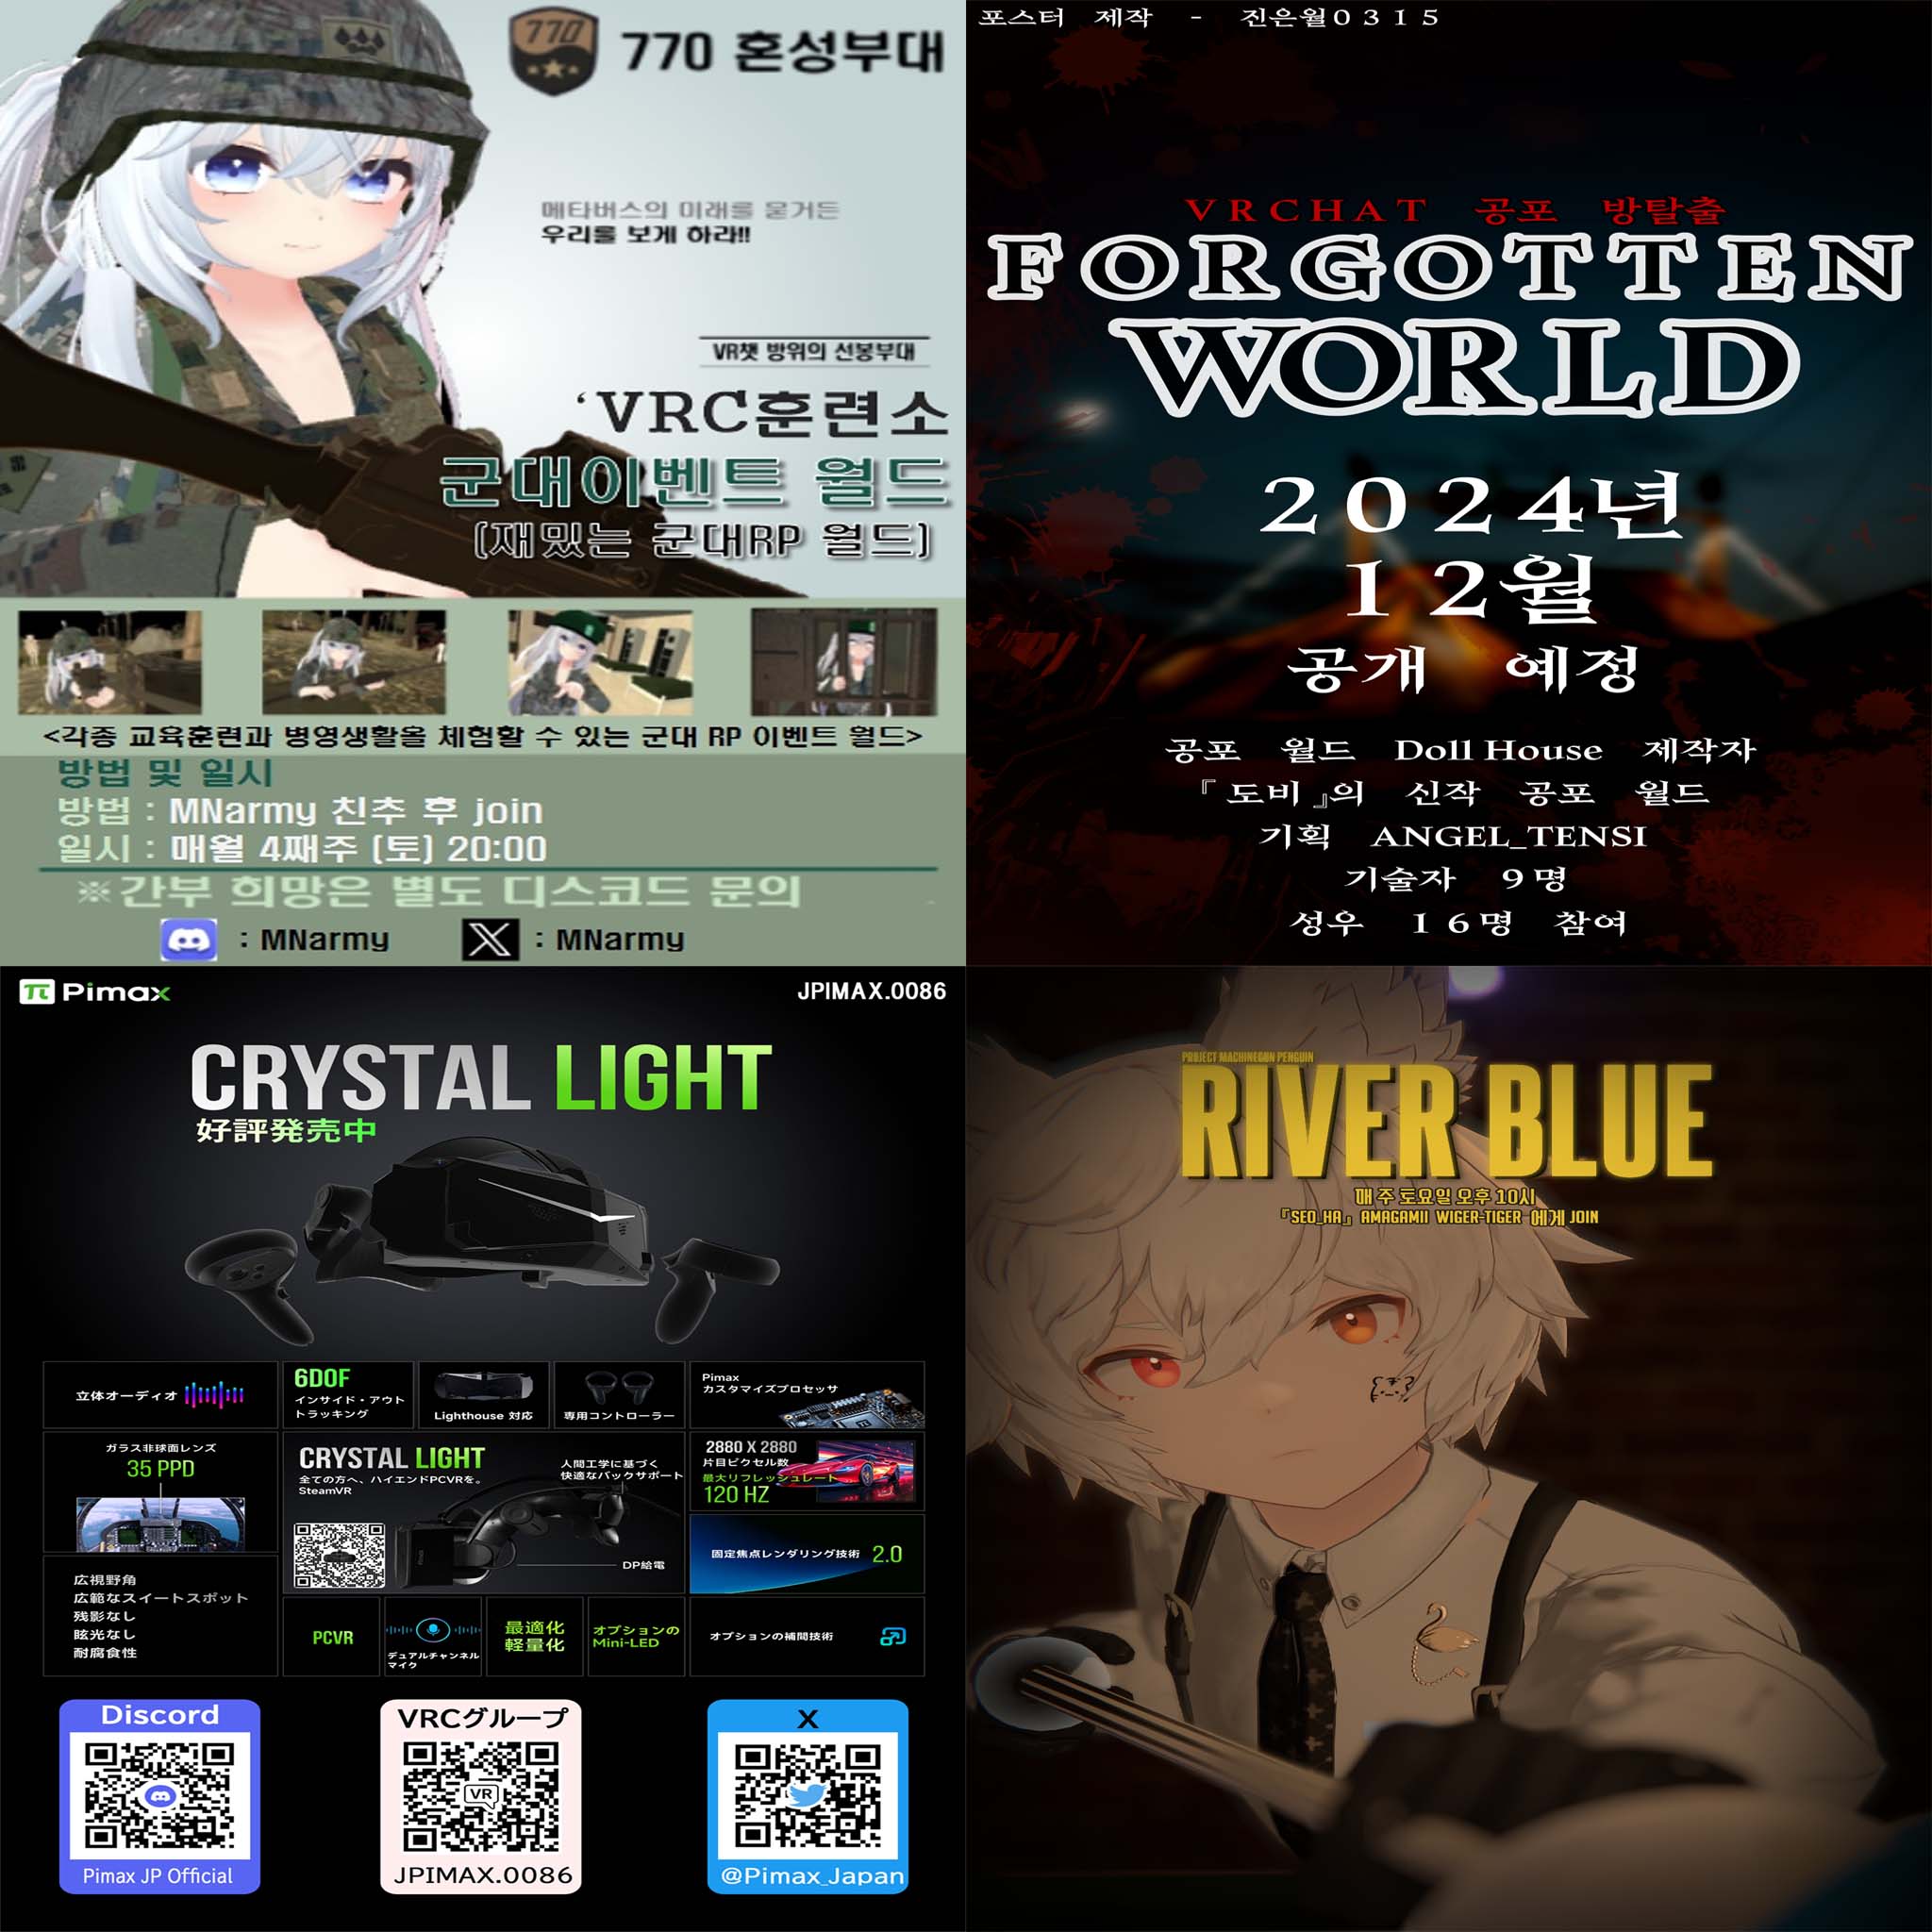 770
770 혼성부대
메타버스의 미래를 묻거든
우리를 보게 하라!!
VR챗 방위의 선봉부대
‘VRC훈련소
군대이벤트 월드
(재밌는 군대RP 월드)
<각종 교육훈련과 병영생활을 체험할 수 있는 군대 RP 이벤트 월드>
방법 및 일시
방법 : MNarmy 친추 후 join
일시 : 매월 4째주 (토) 20:00
※간부 희망은 별도 디스코드 문의
: MNarmy
: MNarmy
포스터 제작 - 진은월0315
VRCHAT 공포 방탈출
FORGOTTEN
WORLD
2024년
12월
공개 예정
공포 월드 Doll House 제작자
『도비』의 신작 공포 월드
기획 ANGEL_TENSI
기술자 9명
성우 16명 참여
Pimax
JPIMAX.0086
CRYSTAL LIGHT
好評発売中
立体オーディオ
6DOF
インサイド・アウト
トラッキング
Lighthouse 対応
専用コントローラー
Pimax
カスタマイズプロセッサ
ガラス非球面レンズ
35 PPD
CRYSTAL LIGHT
全ての方へ、ハイエンドPCVRを。
SteamVR
人間工学に基づく
快適なバックサポート
DP給電
2880 X 2880
片目ピクセル数
最大リフレッシュレート
120 HZ
固定焦点レンダリング技術 2.0
広視野角
広範なスイートスポット
残影なし
眩光なし
耐腐食性
PCVR
デュアルチャンネル
マイク
最適化
軽量化
オプションの
Mini-LED
オプションの補間技術
Discord
Pimax JP Official
VRCグループ
VR
JPIMAX.0086
X
@Pimax_Japan
PROJECT MACHINEGUN PENGUIN
RIVER BLUE
매 주 토요일 오후 10시
『SEO_HA』 AMAGAMII WIGER-TIGER 에게 JOIN